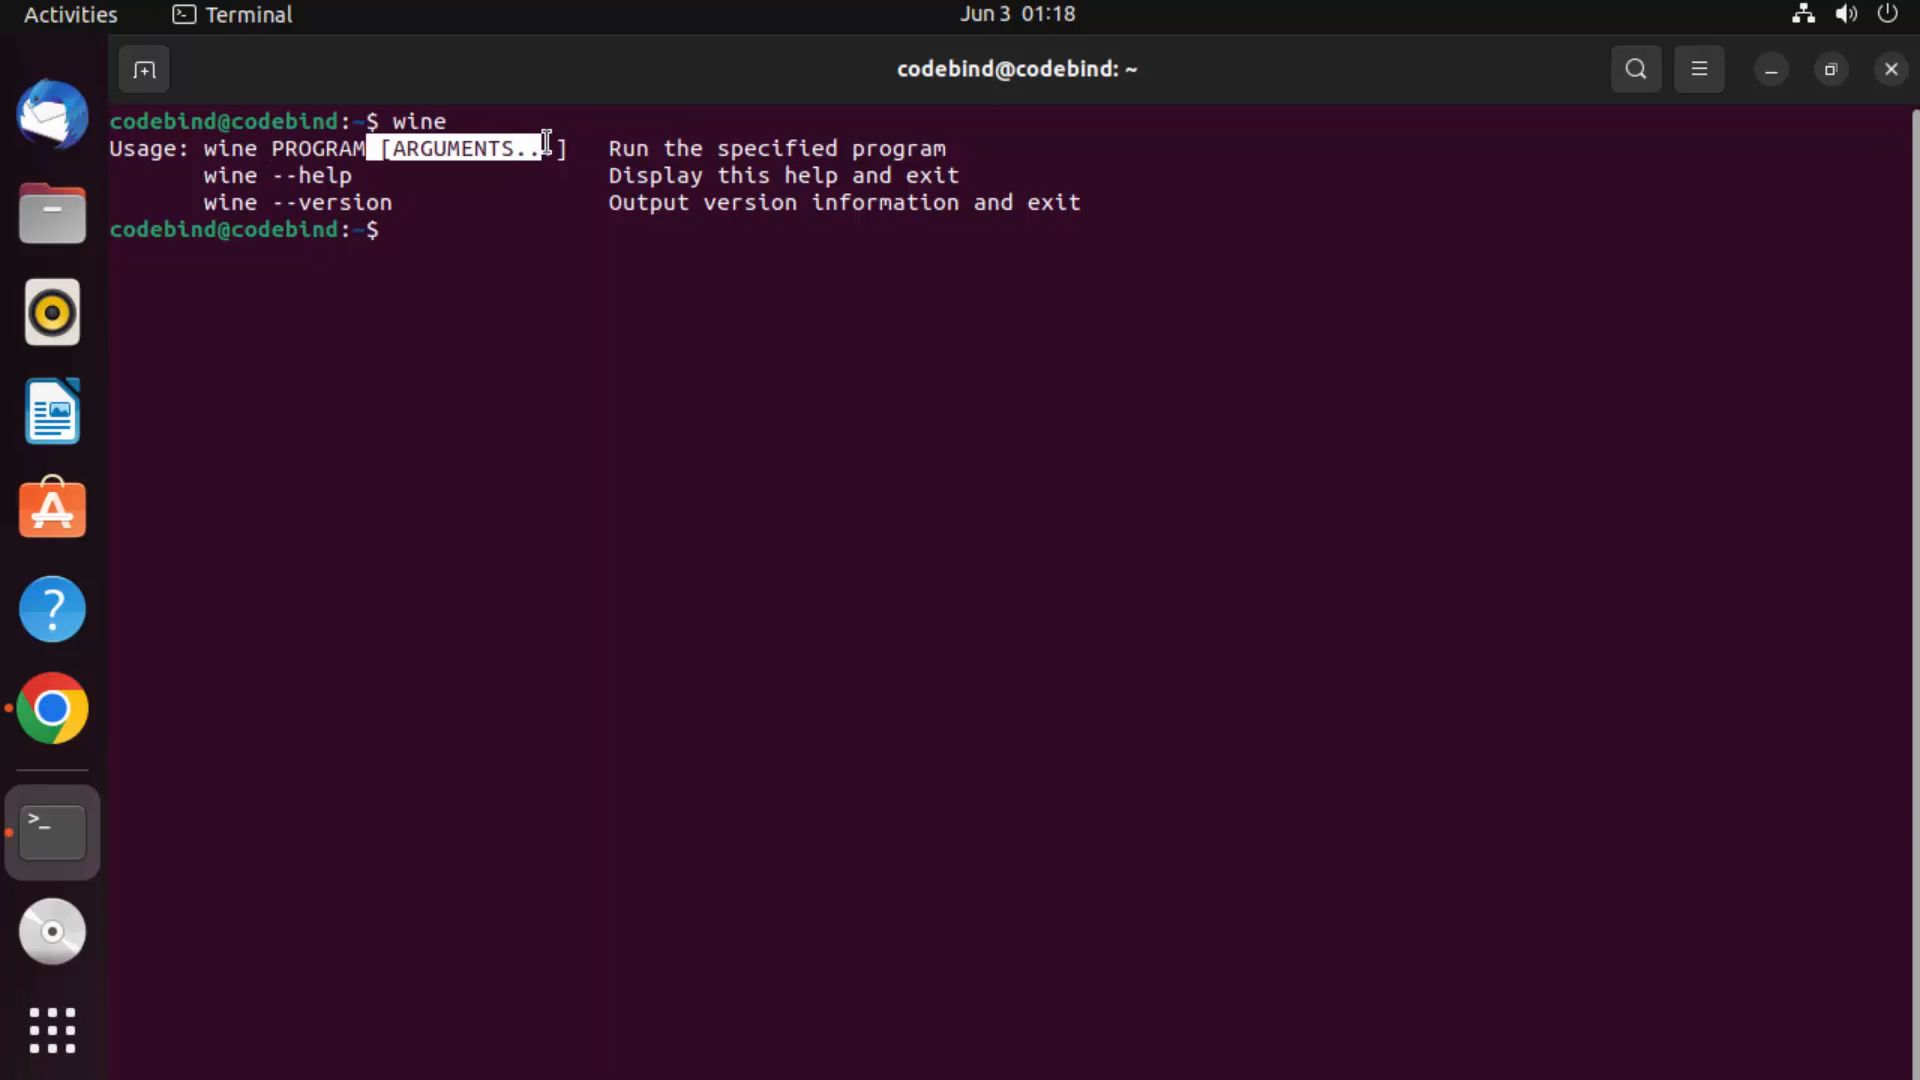 Activities Terminal Jun 3 01:18
codebind@codebind: ~
codebind@codebind:~$ wine
Usage: wine PROGRAM [ARGUMENTS...] Run the specified program
wine --help Display this help and exit
wine --version Output version information and exit
codebind@codebind:~$